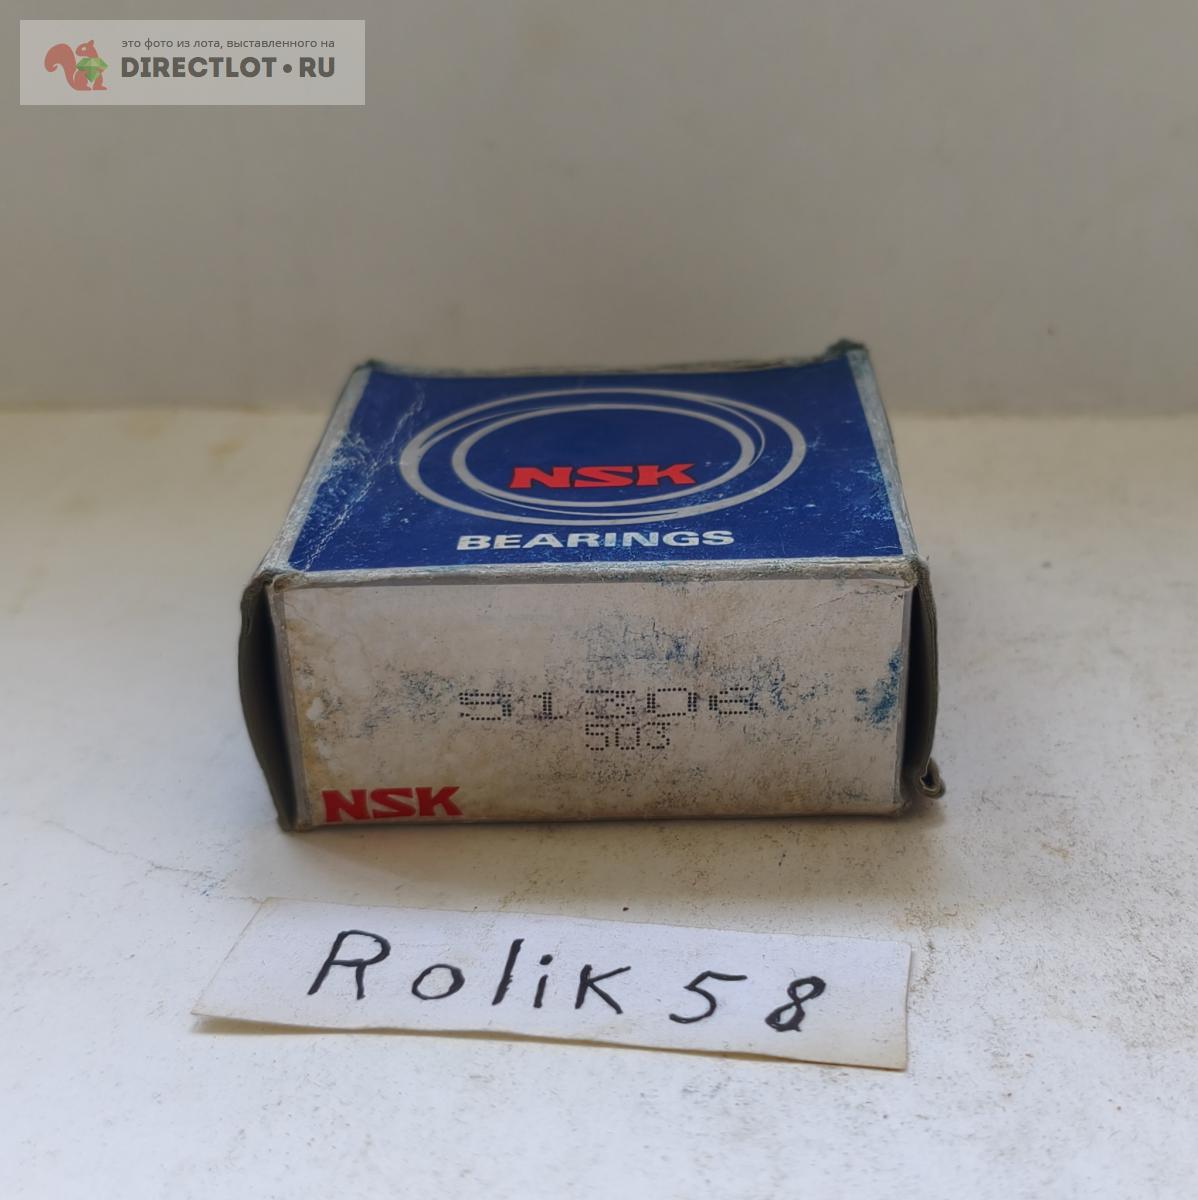 это фото из лота, выставленного на
DIRECTLOT•RU
NSK
BEARINGS
51306
503
NSK
Rolik 58